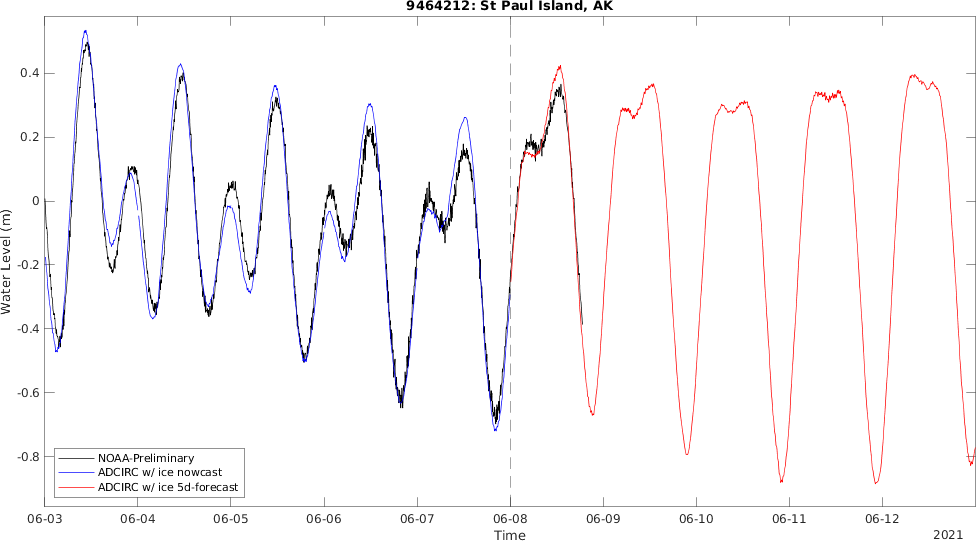 9464212: St Paul Island, AK
Water Level (m)
0.4
0.2
0
-0.2
-0.4
-0.6
-0.8
NOAA-Preliminary
ADCIRC w/ ice nowcast
ADCIRC w/ ice 5d-forecast
06-03 06-04 06-05 06-06 06-07 06-08 06-09 06-10 06-11 06-12
2021
Time